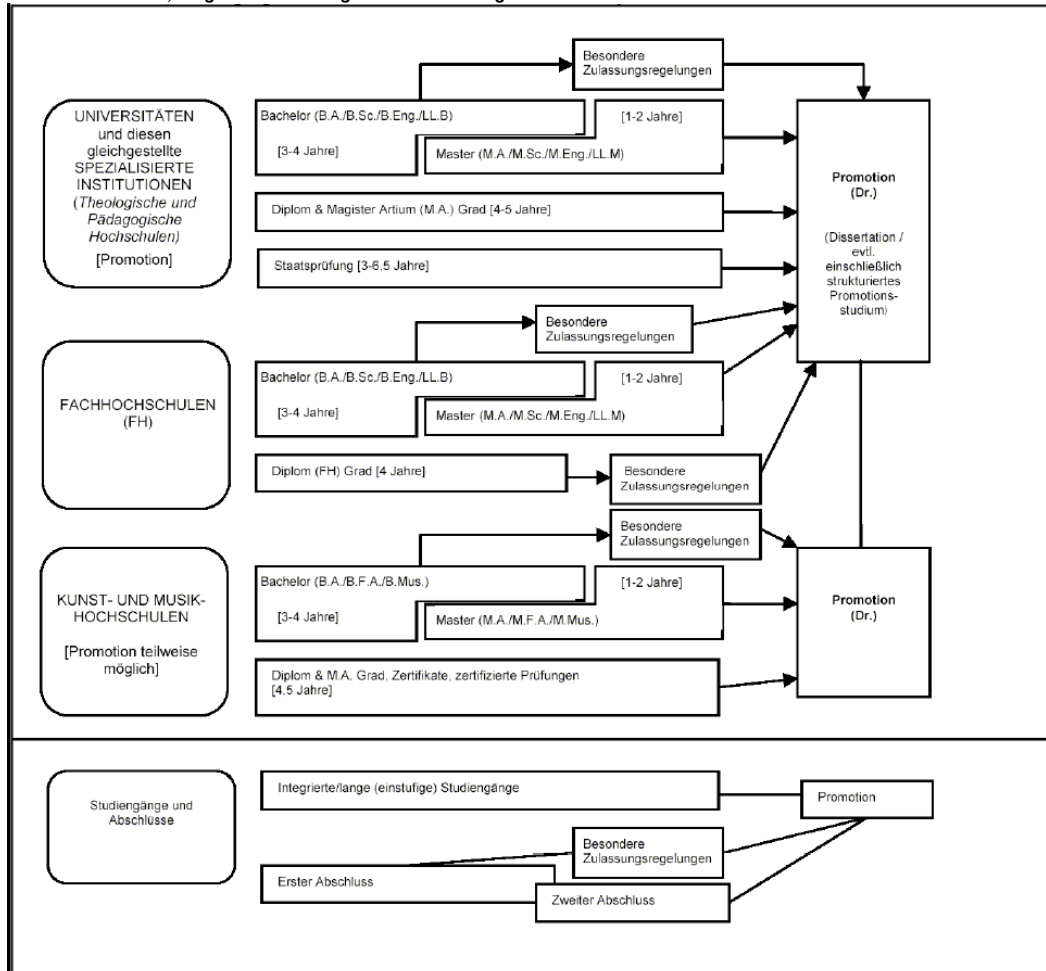 Besondere
Zulassungsregelungen
UNIVERSITÄTEN
und diesen
gleichgestellte
SPEZIALISIERTE
INSTITUTIONEN
(Theologische und
Pädagogische
Hochschulen)
[Promotion]
Bachelor (B.A./B.Sc./B.Eng./LL.B)
[3-4 Jahre]
[1-2 Jahre]
Master (M.A./M.Sc./M.Eng./LL.M)
Diplom & Magister Artium (M.A.) Grad [4-5 Jahre]
Staatsprüfung [3-6,5 Jahre]
Promotion
(Dr.)
(Dissertation /
evtl.
einschließlich
strukturiertes
Promotions-
studium)
Besondere
Zulassungsregelungen
FACHHOCHSCHULEN
(FH)
Bachelor (B.A./B.Sc./B.Eng./LL.B)
[3-4 Jahre]
[1-2 Jahre]
Master (M.A./M.Sc./M.Eng./LL.M)
Diplom (FH) Grad [4 Jahre]
Besondere
Zulassungsregelungen
Besondere
Zulassungsregelungen
KUNST- UND MUSIK-
HOCHSCHULEN
[Promotion teilweise
möglich]
Bachelor (B.A./B.F.A./B.Mus.)
[3-4 Jahre]
[1-2 Jahre]
Master (M.A./M.F.A./M.Mus.)
Diplom & M.A. Grad, Zertifikate, zertifizierte Prüfungen
[4,5 Jahre]
Promotion
(Dr.)
Studiengänge und
Abschlüsse
Integrierte/lange (einstufige) Studiengänge
Promotion
Besondere
Zulassungsregelungen
Erster Abschluss
Zweiter Abschluss